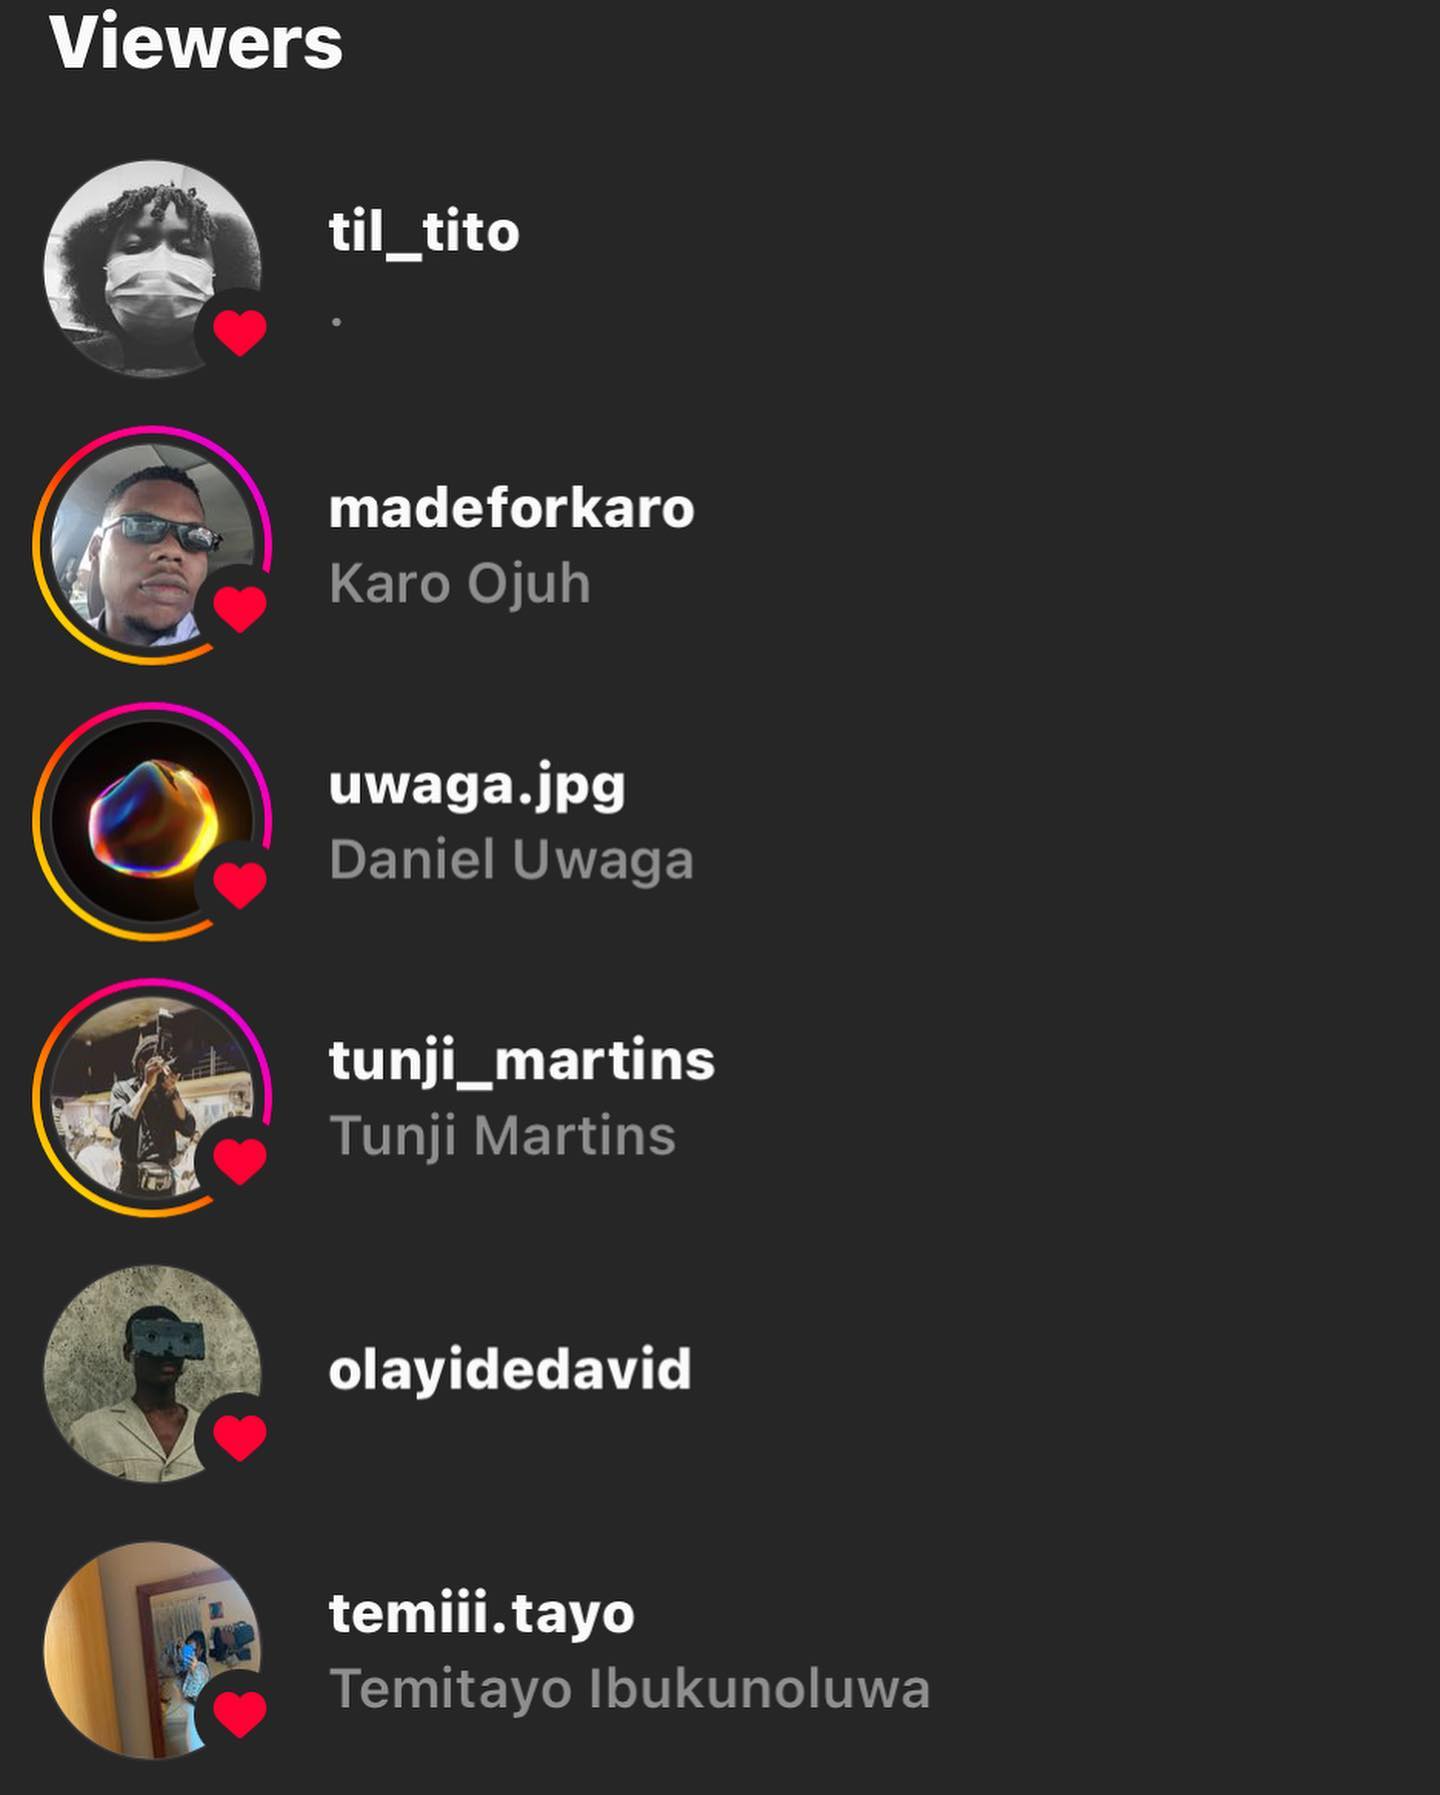 Viewers
til_tito
.
madeforkaro
Karo Ojuh
uwaga.jpg
Daniel Uwaga
tunji_martins
Tunji Martins
olayidedavid
temiii.tayo
Temitayo Ibukunoluwa